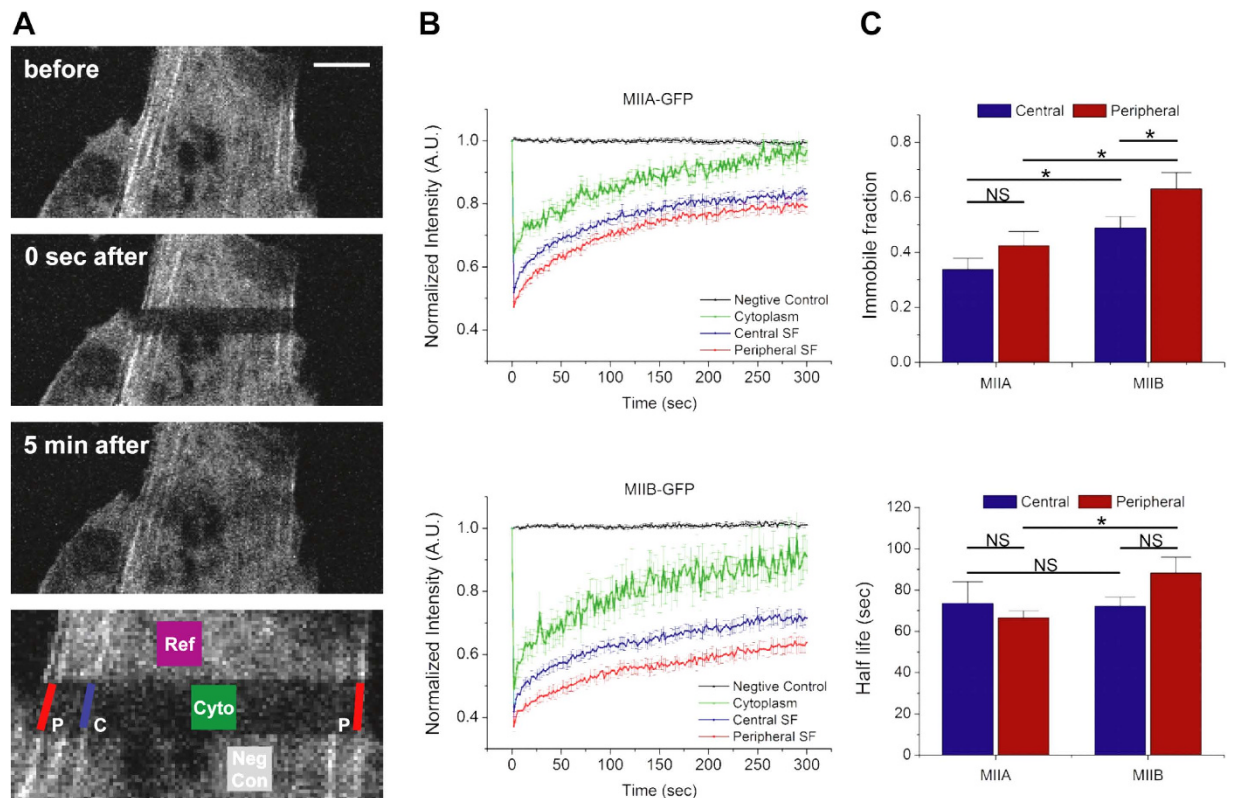 A
before
0 sec after
5 min after
Ref
P
C
Cyto
P
Neg
Con
B
MIIA-GFP
Normalized Intensity (A.U.)
1.0
0.8
0.6
0.4
Negtive Control
Cytoplasm
Central SF
Peripheral SF
0 50 100 150 200 250 300
Time (sec)
MIIB-GFP
Normalized Intensity (A.U.)
1.0
0.8
0.6
0.4
Negtive Control
Cytoplasm
Central SF
Peripheral SF
0 50 100 150 200 250 300
Time (sec)
C
Central Peripheral
Immobile fraction
0.8
0.6
0.4
0.2
0.0
*
*
*
NS
MIIA MIIB
Central Peripheral
Half life (sec)
120
100
80
60
40
20
0
*
NS NS
NS
MIIA MIIB